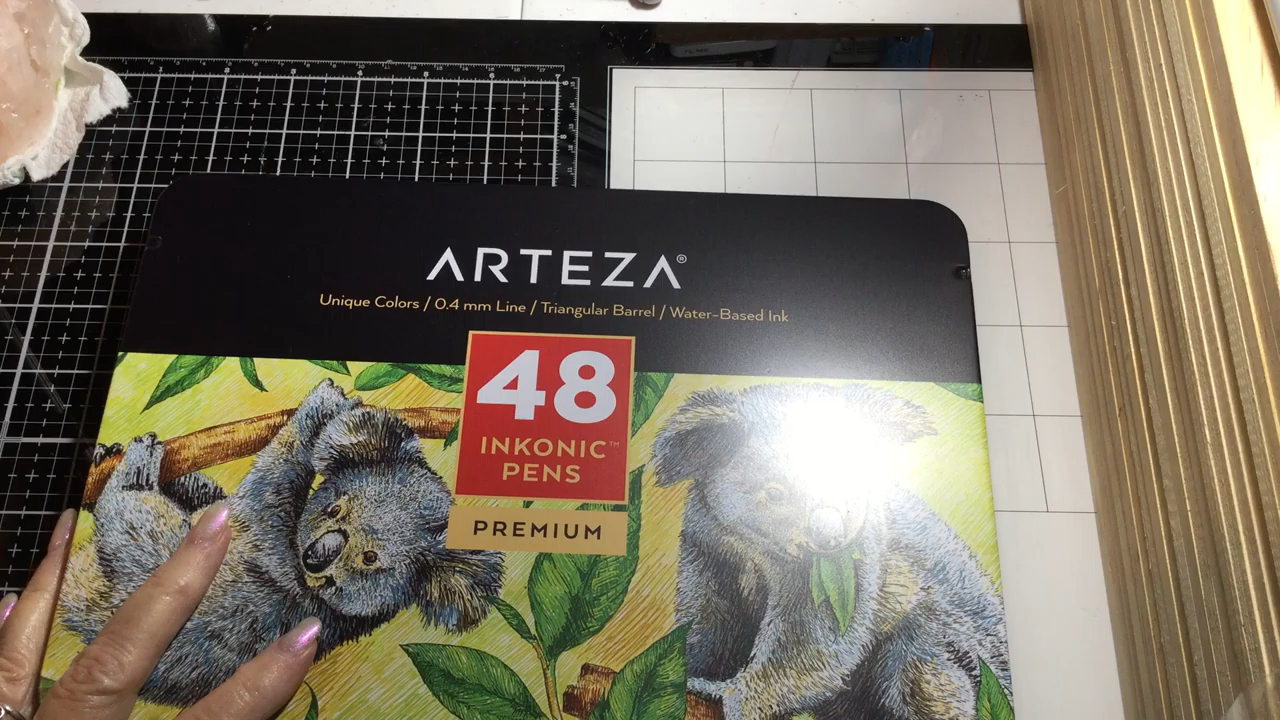 ARTEZA®
Unique Colors / 0.4 mm Line / Triangular Barrel / Water-Based Ink
48
INKONIC™
PENS
PREMIUM